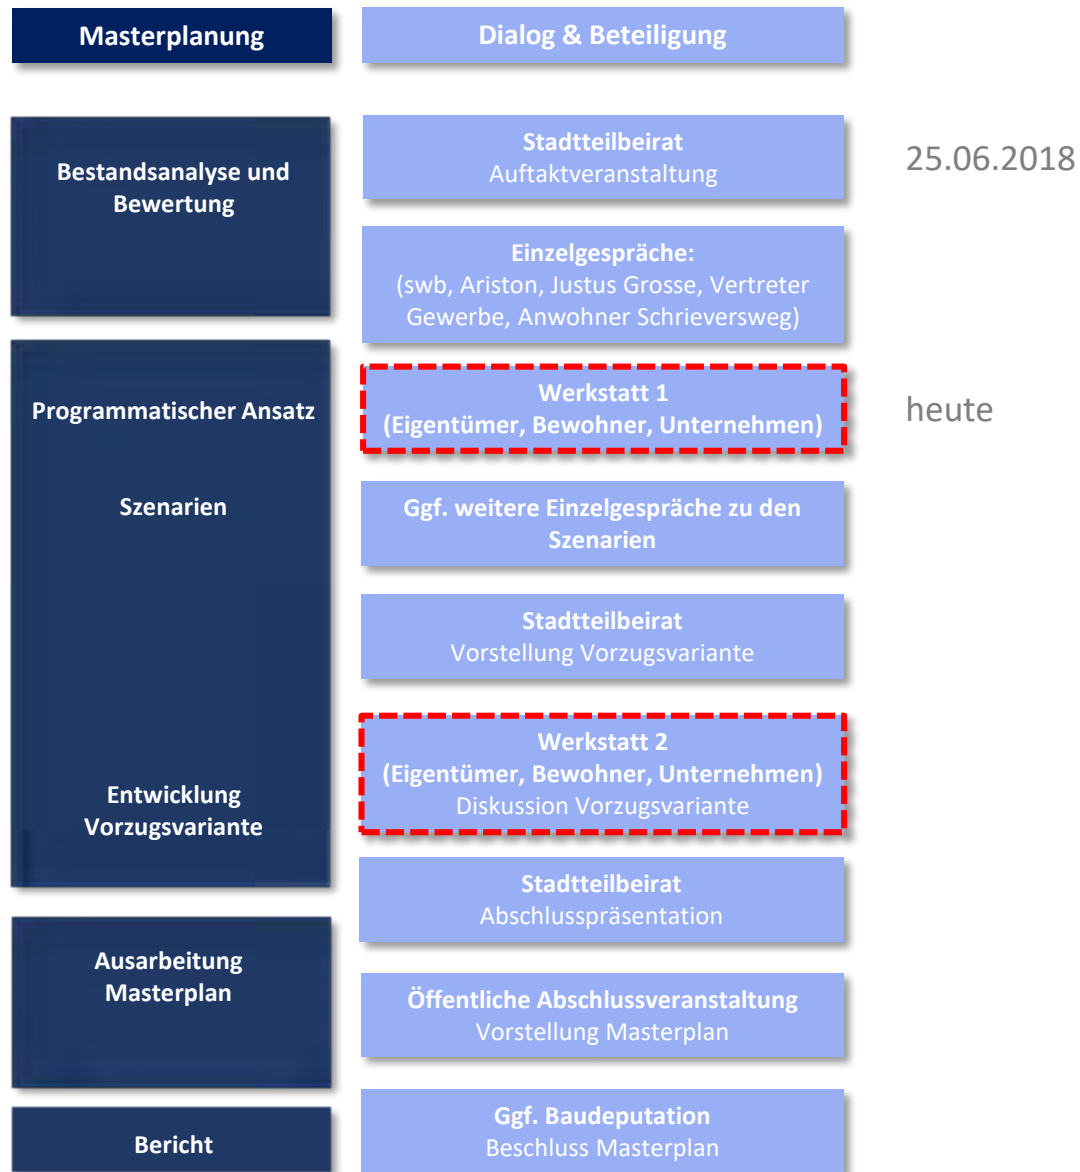 Masterplanung
Dialog & Beteiligung
Bestandsanalyse und
Bewertung
Stadtteilbeirat
Auftaktveranstaltung
25.06.2018
Einzelgespräche:
(swb, Ariston, Justus Grosse, Vertreter
Gewerbe, Anwohner Schrieversweg)
Programmatischer Ansatz
Werkstatt 1
(Eigentümer, Bewohner, Unternehmen)
heute
Szenarien
Ggf. weitere Einzelgespräche zu den
Szenarien
Stadtteilbeirat
Vorstellung Vorzugsvariante
Entwicklung
Vorzugsvariante
Werkstatt 2
(Eigentümer, Bewohner, Unternehmen)
Diskussion Vorzugsvariante
Stadtteilbeirat
Abschlusspräsentation
Ausarbeitung
Masterplan
Öffentliche Abschlussveranstaltung
Vorstellung Masterplan
Bericht
Ggf. Baudeputation
Beschluss Masterplan